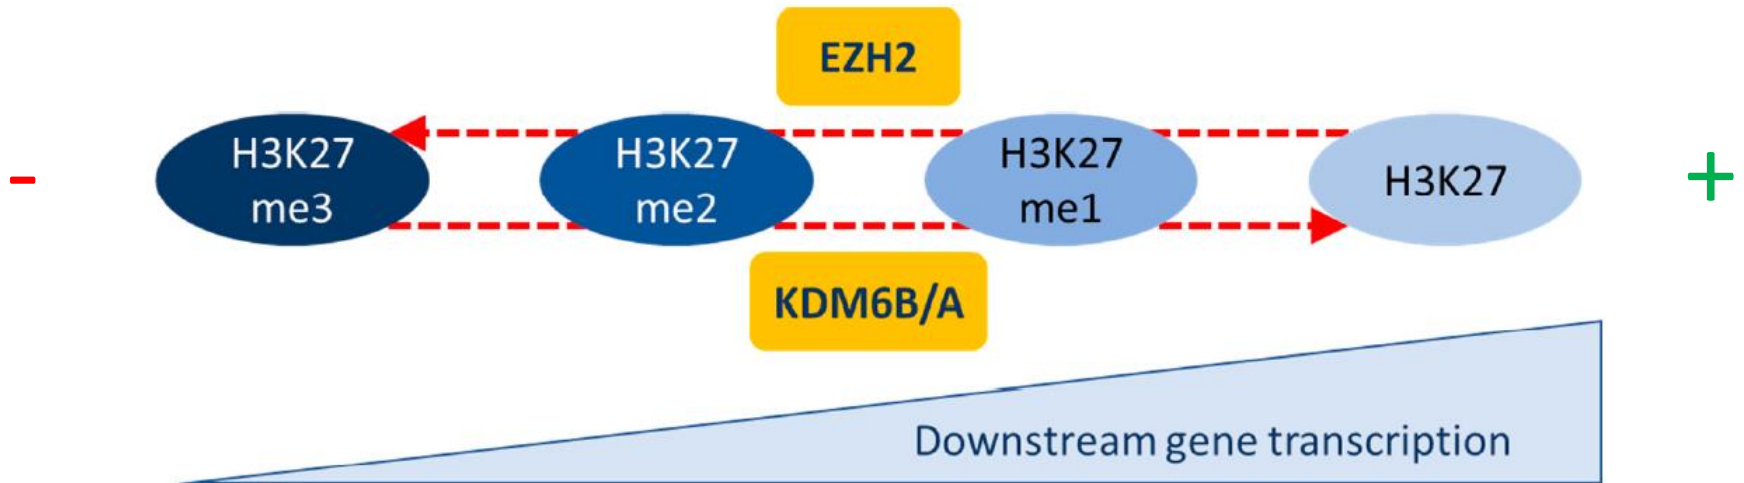 EZH2
-
H3K27
me3
H3K27
me2
H3K27
me1
H3K27
+
KDM6B/A
Downstream gene transcription